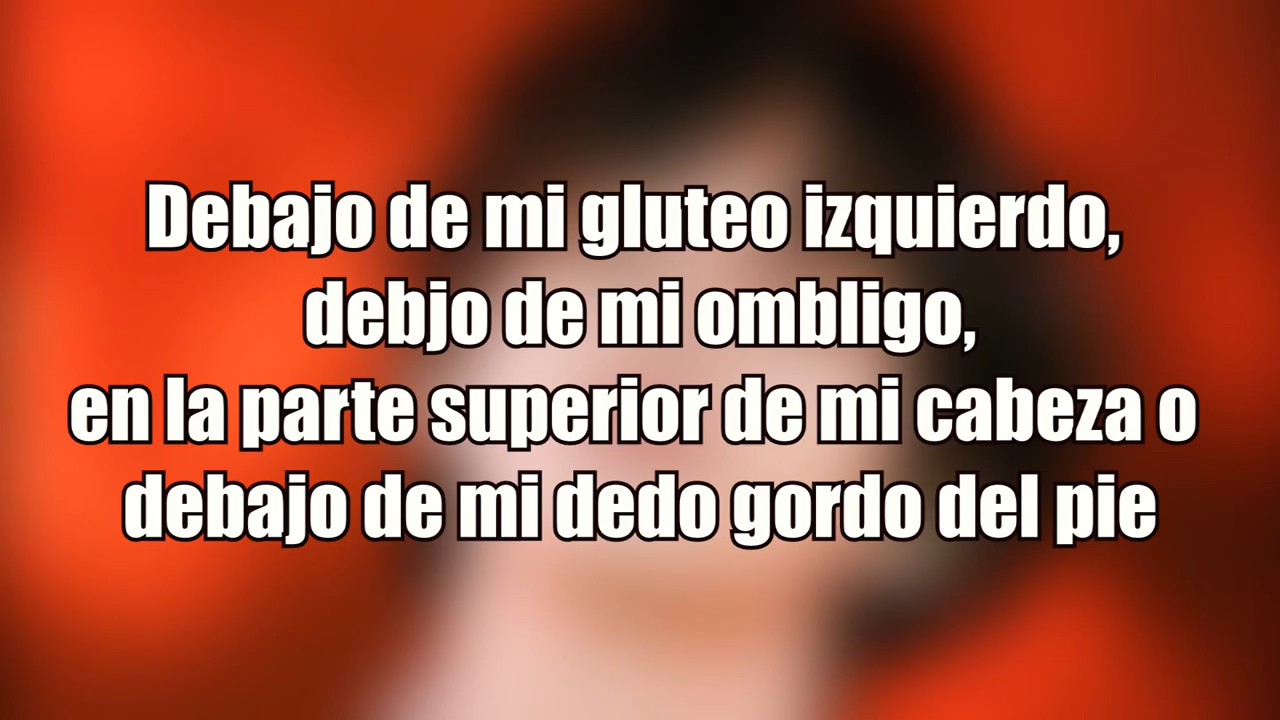 Debajo de mi gluteo izquierdo,
debjo de mi ombligo,
en la parte superior de mi cabeza o
debajo de mi dedo gordo del pie